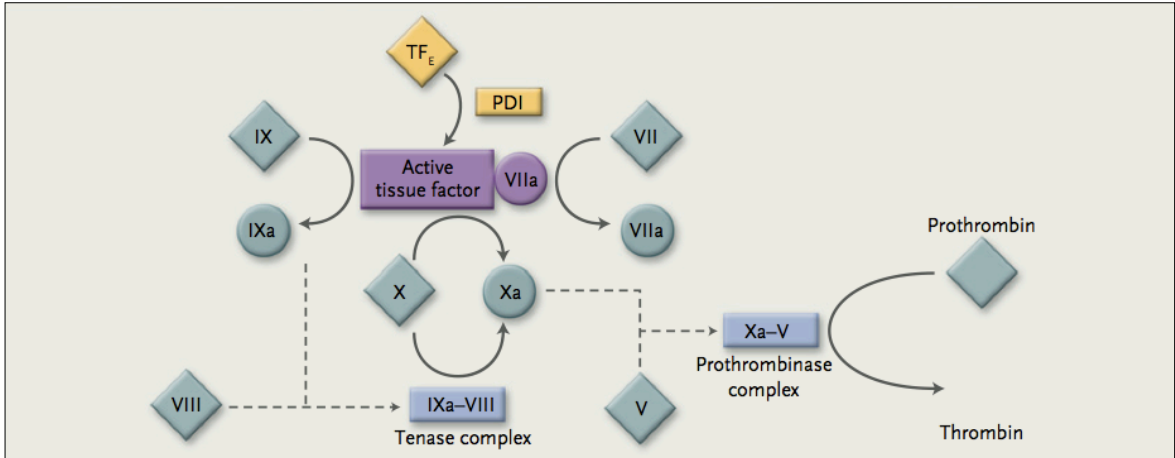 TFE
PDI
IX
VII
Active
tissue factor
VIIa
IXa
VIIa
Prothrombin
X
Xa
Xa–V
Prothrombinase
complex
VIII
IXa–VIII
V
Tenase complex
Thrombin